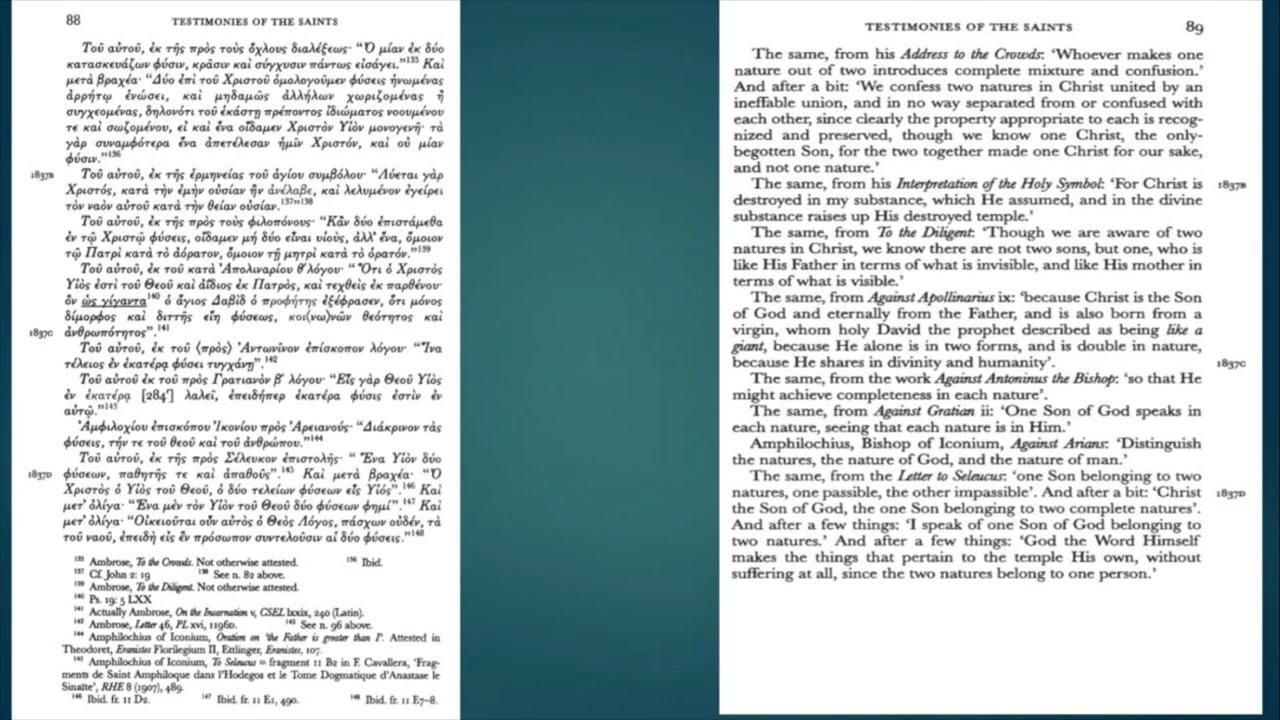 88
TESTIMONIES OF THE SAINTS
Τοῦ αὐτοῦ, ἐκ τῆς πρὸς τοὺς ὄχλους διαλέξεως· “Ὁ μίαν ἐκ δύο
κατασκευάζων φύσιν, κρᾶσιν καὶ σύγχυσιν πάντως εἰσάγει.”¹³⁵ Καὶ
μετὰ βραχέα· “Δύο ἐπὶ τοῦ Χριστοῦ ὁμολογοῦμεν φύσεις ἡνωμένας
ἀρρήτῳ ἑνώσει, καὶ μηδαμῶς ἀλλήλων χωριζομένας ἢ
συγχεομένας, δηλονότι τοῦ ἑκάστῃ πρέποντος ἰδιώματος νοουμένου
τε καὶ σωζομένου, εἰ καὶ ἕνα οἴδαμεν Χριστὸν Υἱὸν μονογενῆ· τὰ
γὰρ συναμφότερα ἕνα ἀπετέλεσαν ἡμῖν Χριστόν, καὶ οὐ μίαν
φύσιν.”¹³⁶
1837B Τοῦ αὐτοῦ, ἐκ τῆς ἑρμηνείας τοῦ ἁγίου συμβόλου· “Λύεται γὰρ
Χριστός, κατὰ τὴν ἐμὴν οὐσίαν ἣν ἀνέλαβε, καὶ λελυμένον ἐγείρει
τὸν ναὸν αὐτοῦ κατὰ τὴν θείαν οὐσίαν.¹³⁷”¹³⁸
Τοῦ αὐτοῦ, ἐκ τῆς πρὸς τοὺς φιλοπόνους· “Κἂν δύο ἐπιστάμεθα
ἐν τῷ Χριστῷ φύσεις, οἴδαμεν μὴ δύο εἶναι υἱούς, ἀλλ’ ἕνα, ὅμοιον
τῷ Πατρὶ κατὰ τὸ ἀόρατον, ὅμοιον τῇ μητρὶ κατὰ τὸ ὁρατόν.”¹³⁹
Τοῦ αὐτοῦ, ἐκ τοῦ κατὰ Ἀπολιναρίου θ′ λόγου· “Ὅτι ὁ Χριστὸς
Υἱός ἐστὶ τοῦ Θεοῦ καὶ ἀΐδιος ἐκ Πατρὸς, καὶ τεχθεὶς ἐκ παρθένου·
ὃν ὡς γίγαντα¹⁴⁰ ὁ ἅγιος Δαβὶδ ὁ προφήτης ἐξέφρασεν, ὅτι μόνος
δίμορφος καὶ διττῆς εἴη φύσεως, κοι(νω)νῶν θεότητος καὶ
1837C ἀνθρωπότητος”.¹⁴¹
Τοῦ αὐτοῦ, ἐκ τοῦ ⟨πρὸς⟩ Ἀντωνῖνον ἐπίσκοπον λόγου· “Ἵνα
τέλειος ἐν ἑκατέρᾳ φύσει τυγχάνῃ”.¹⁴²
Τοῦ αὐτοῦ ἐκ τοῦ πρὸς Γρατιανὸν β′ λόγου· “Εἷς γὰρ Θεοῦ Υἱὸς
ἐν ἑκατέρᾳ [284ʳ] λαλεῖ, ἐπειδήπερ ἑκατέρα φύσις ἐστὶν ἐν
αὐτῷ.”¹⁴³
Ἀμφιλοχίου ἐπισκόπου Ἰκονίου πρὸς Ἀρειανούς· “Διάκρινον τὰς
φύσεις, τήν τε τοῦ θεοῦ καὶ τοῦ ἀνθρώπου.”¹⁴⁴
Τοῦ αὐτοῦ, ἐκ τῆς πρὸς Σέλευκον ἐπιστολῆς· “ Ἕνα Υἱὸν δύο
1837D φύσεων, παθητῆς τε καὶ ἀπαθοῦς”.¹⁴⁵ Καὶ μετὰ βραχέα· “Ὁ
Χριστὸς ὁ Υἱὸς τοῦ Θεοῦ, ὁ δύο τελείων φύσεων εἷς Υἱός”.¹⁴⁶ Καὶ
μετ’ ὀλίγα· “Ἕνα μὲν τὸν Υἱὸν τοῦ Θεοῦ δύο φύσεων φημί”.¹⁴⁷ Καὶ
μετ’ ὀλίγα· “Οἰκειοῦται οὖν αὐτὸς ὁ Θεὸς Λόγος, πάσχων οὐδέν, τὰ
τοῦ ναοῦ, ἐπειδὴ εἰς ἓν πρόσωπον συντελοῦσιν αἱ δύο φύσεις.”¹⁴⁸
¹³⁵ Ambrose, To the Crowds. Not otherwise attested. ¹³⁶ Ibid.
¹³⁷ Cf. John 2: 19 ¹³⁸ See n. 82 above.
¹³⁹ Ambrose, To the Diligent. Not otherwise attested.
¹⁴⁰ Ps. 19: 5 LXX
¹⁴¹ Actually Ambrose, On the Incarnation v, CSEL lxxix, 240 (Latin).
¹⁴² Ambrose, Letter 46, PL xvi, 1196D. ¹⁴³ See n. 96 above.
¹⁴⁴ Amphilochius of Iconium, Oration on ‘the Father is greater than I’. Attested in
Theodoret, Eranistes Florilegium II, Ettlinger, Eranistes, 107.
¹⁴⁵ Amphilochius of Iconium, To Seleucus = fragment 11 B2 in F. Cavallera, ‘Frag-
ments de Saint Amphiloque dans l’Hodegos et le Tome Dogmatique d’Anastase le
Sinaïte’, RHE 8 (1907), 489.
¹⁴⁶ Ibid. fr. 11 D2. ¹⁴⁷ Ibid. fr. 11 E1, 490. ¹⁴⁸ Ibid. fr. 11 E7–8.
TESTIMONIES OF THE SAINTS
89
The same, from his Address to the Crowds: ‘Whoever makes one
nature out of two introduces complete mixture and confusion.’
And after a bit: ‘We confess two natures in Christ united by an
ineffable union, and in no way separated from or confused with
each other, since clearly the property appropriate to each is recog-
nized and preserved, though we know one Christ, the only-
begotten Son, for the two together made one Christ for our sake,
and not one nature.’
The same, from his Interpretation of the Holy Symbol: ‘For Christ is 1837B
destroyed in my substance, which He assumed, and in the divine
substance raises up His destroyed temple.’
The same, from To the Diligent: ‘Though we are aware of two
natures in Christ, we know there are not two sons, but one, who is
like His Father in terms of what is invisible, and like His mother in
terms of what is visible.’
The same, from Against Apollinarius ix: ‘because Christ is the Son
of God and eternally from the Father, and is also born from a
virgin, whom holy David the prophet described as being like a
giant, because He alone is in two forms, and is double in nature,
because He shares in divinity and humanity’. 1837C
The same, from the work Against Antoninus the Bishop: ‘so that He
might achieve completeness in each nature’.
The same, from Against Gratian ii: ‘One Son of God speaks in
each nature, seeing that each nature is in Him.’
Amphilochius, Bishop of Iconium, Against Arians: ‘Distinguish
the natures, the nature of God, and the nature of man.’
The same, from the Letter to Seleucus: ‘one Son belonging to two
natures, one passible, the other impassible’. And after a bit: ‘Christ 1837D
the Son of God, the one Son belonging to two complete natures’.
And after a few things: ‘I speak of one Son of God belonging to
two natures.’ And after a few things: ‘God the Word Himself
makes the things that pertain to the temple His own, without
suffering at all, since the two natures belong to one person.’